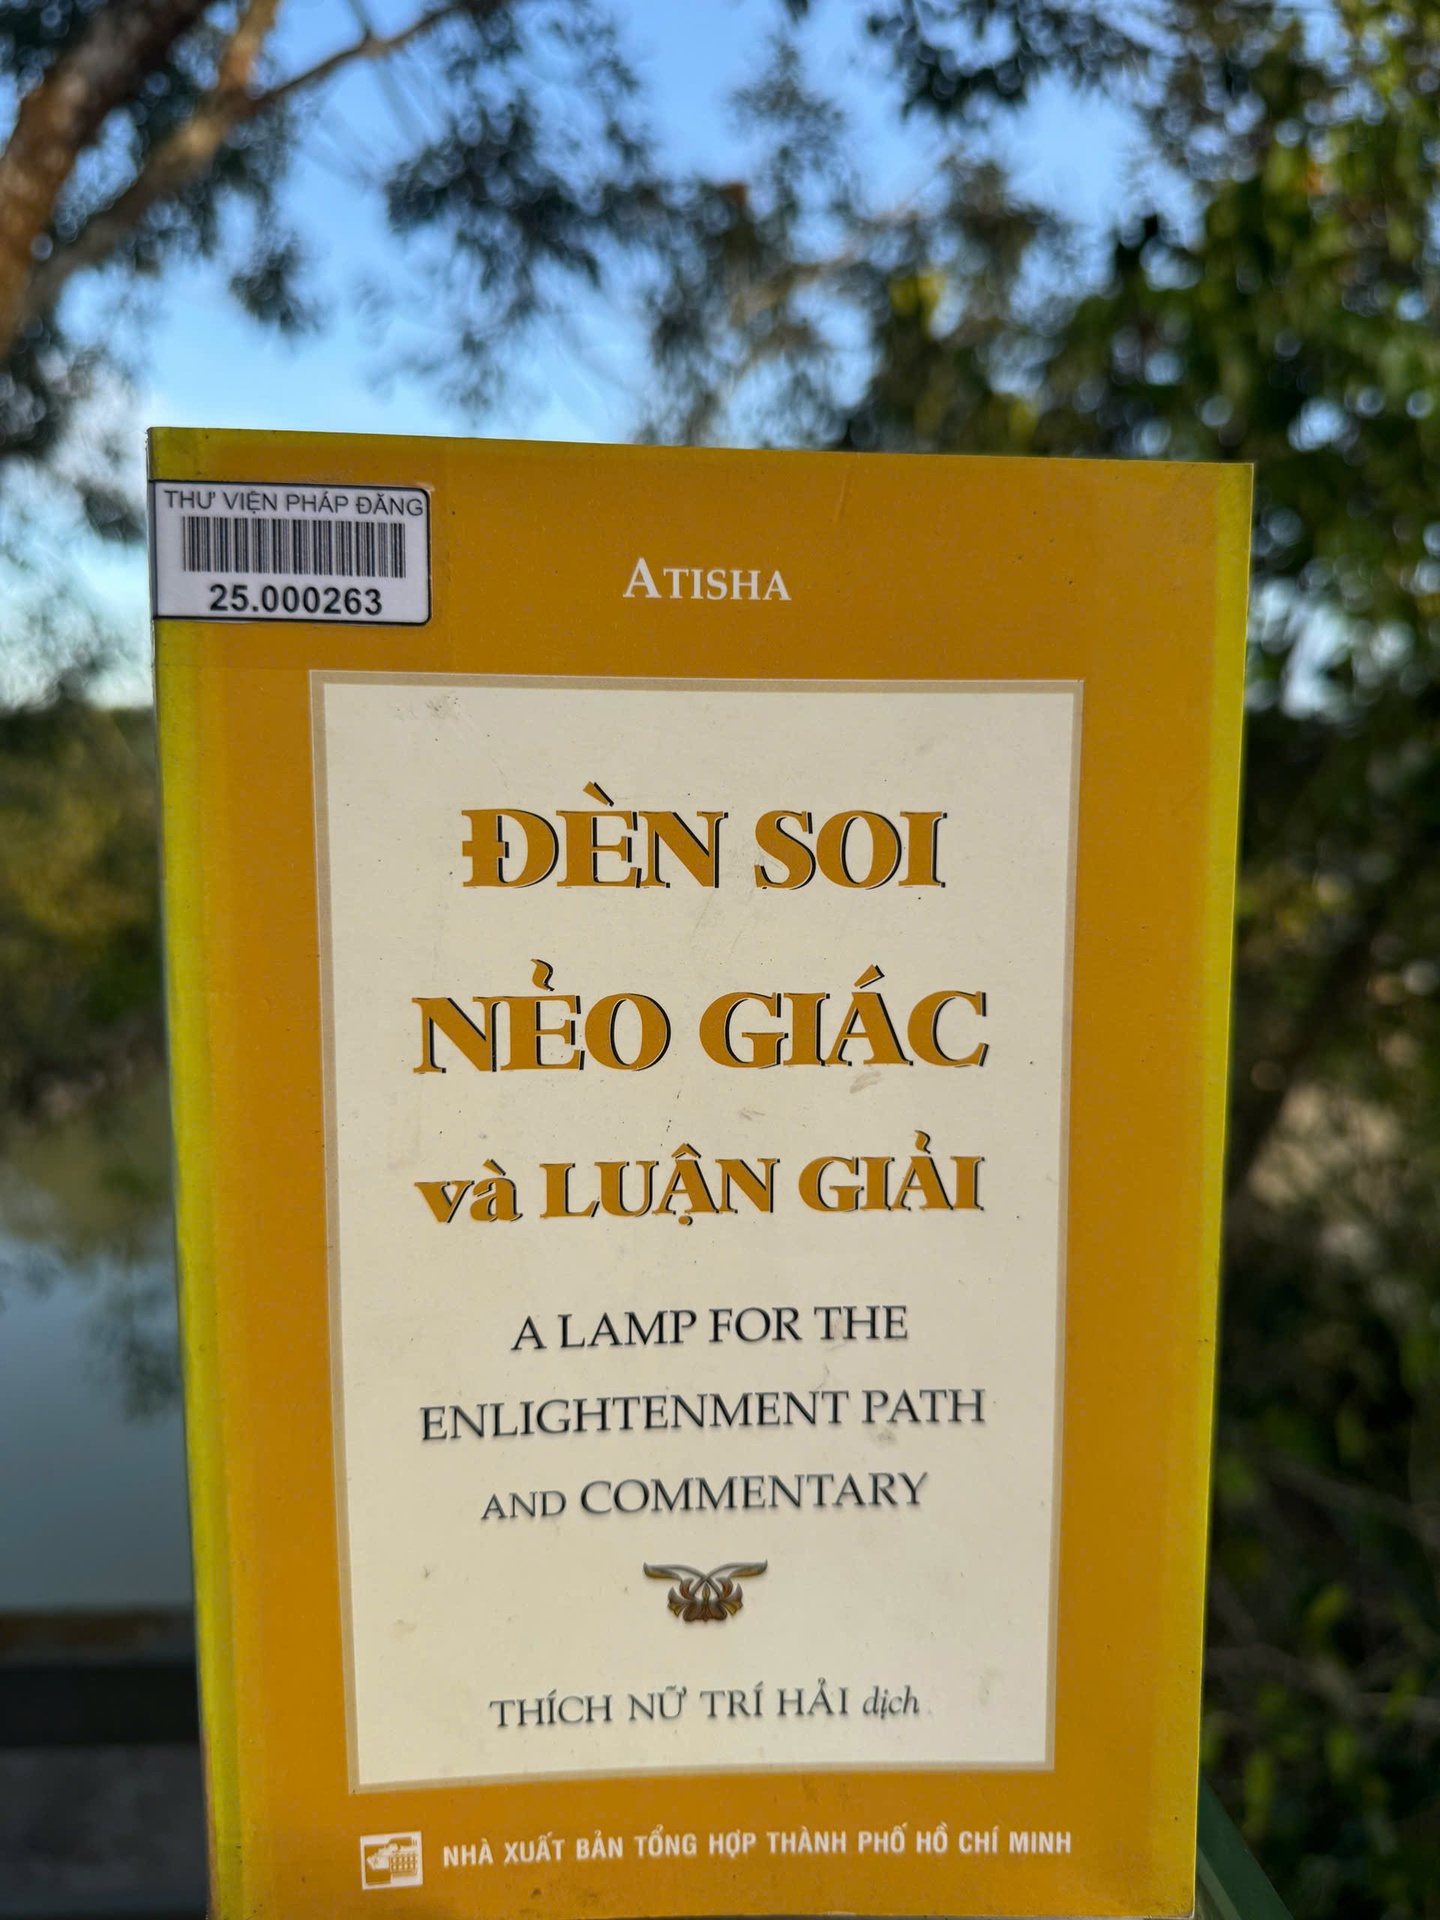 THƯ VIỆN PHÁP ĐĂNG
25.000263
ATISHA
ĐÈN SOI
NẺO GIÁC
và LUẬN GIẢI
A LAMP FOR THE
ENLIGHTENMENT PATH
AND COMMENTARY
THÍCH NỮ TRÍ HẢI dịch
NHÀ XUẤT BẢN TỔNG HỢP THÀNH PHỐ HỒ CHÍ MINH